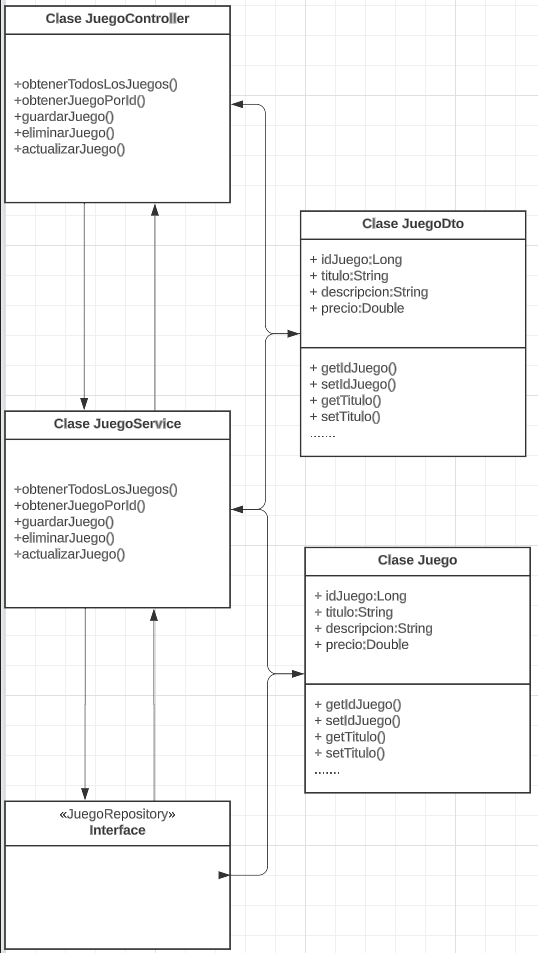 Clase JuegoController
+obtenerTodosLosJuegos()
+obtenerJuegoPorId()
+guardarJuego()
+eliminarJuego()
+actualizarJuego()
Clase JuegoDto
+ idJuego:Long
+ titulo:String
+ descripcion:String
+ precio:Double
+ getIdJuego()
+ setIdJuego()
+ getTitulo()
+ setTitulo()
.......
Clase JuegoService
+obtenerTodosLosJuegos()
+obtenerJuegoPorId()
+guardarJuego()
+eliminarJuego()
+actualizarJuego()
Clase Juego
+ idJuego:Long
+ titulo:String
+ descripcion:String
+ precio:Double
+ getIdJuego()
+ setIdJuego()
+ getTitulo()
+ setTitulo()
.......
«JuegoRepository»
Interface